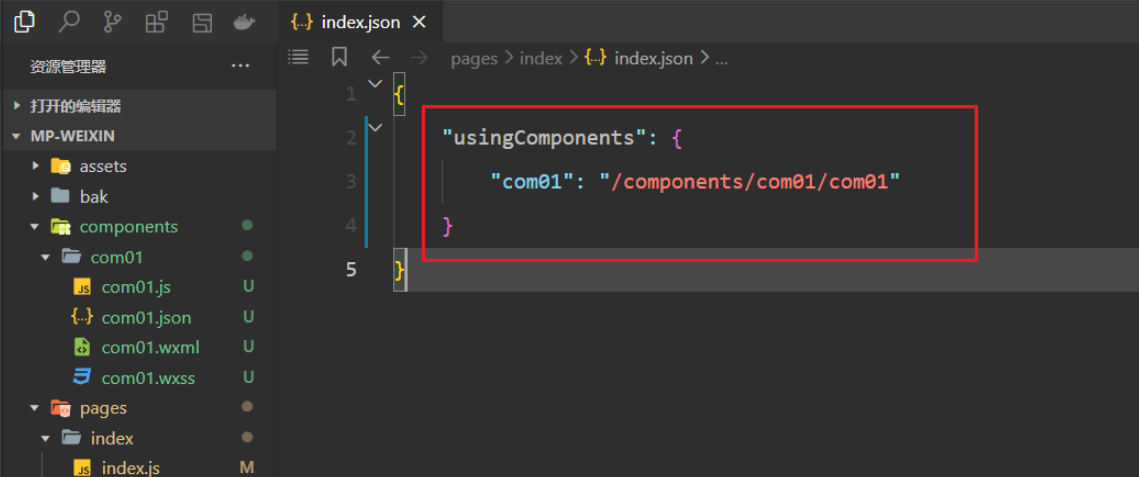 index.json
资源管理器
打开的编辑器
MP-WEIXIN
assets
bak
components
com01
com01.js
U
com01.json
U
com01.wxml
U
com01.wxss
U
pages
index
index.js
M
pages > index > {..} index.json > ...
1 {
2 "usingComponents": {
3 "com01": "/components/com01/com01"
4 }
5 }